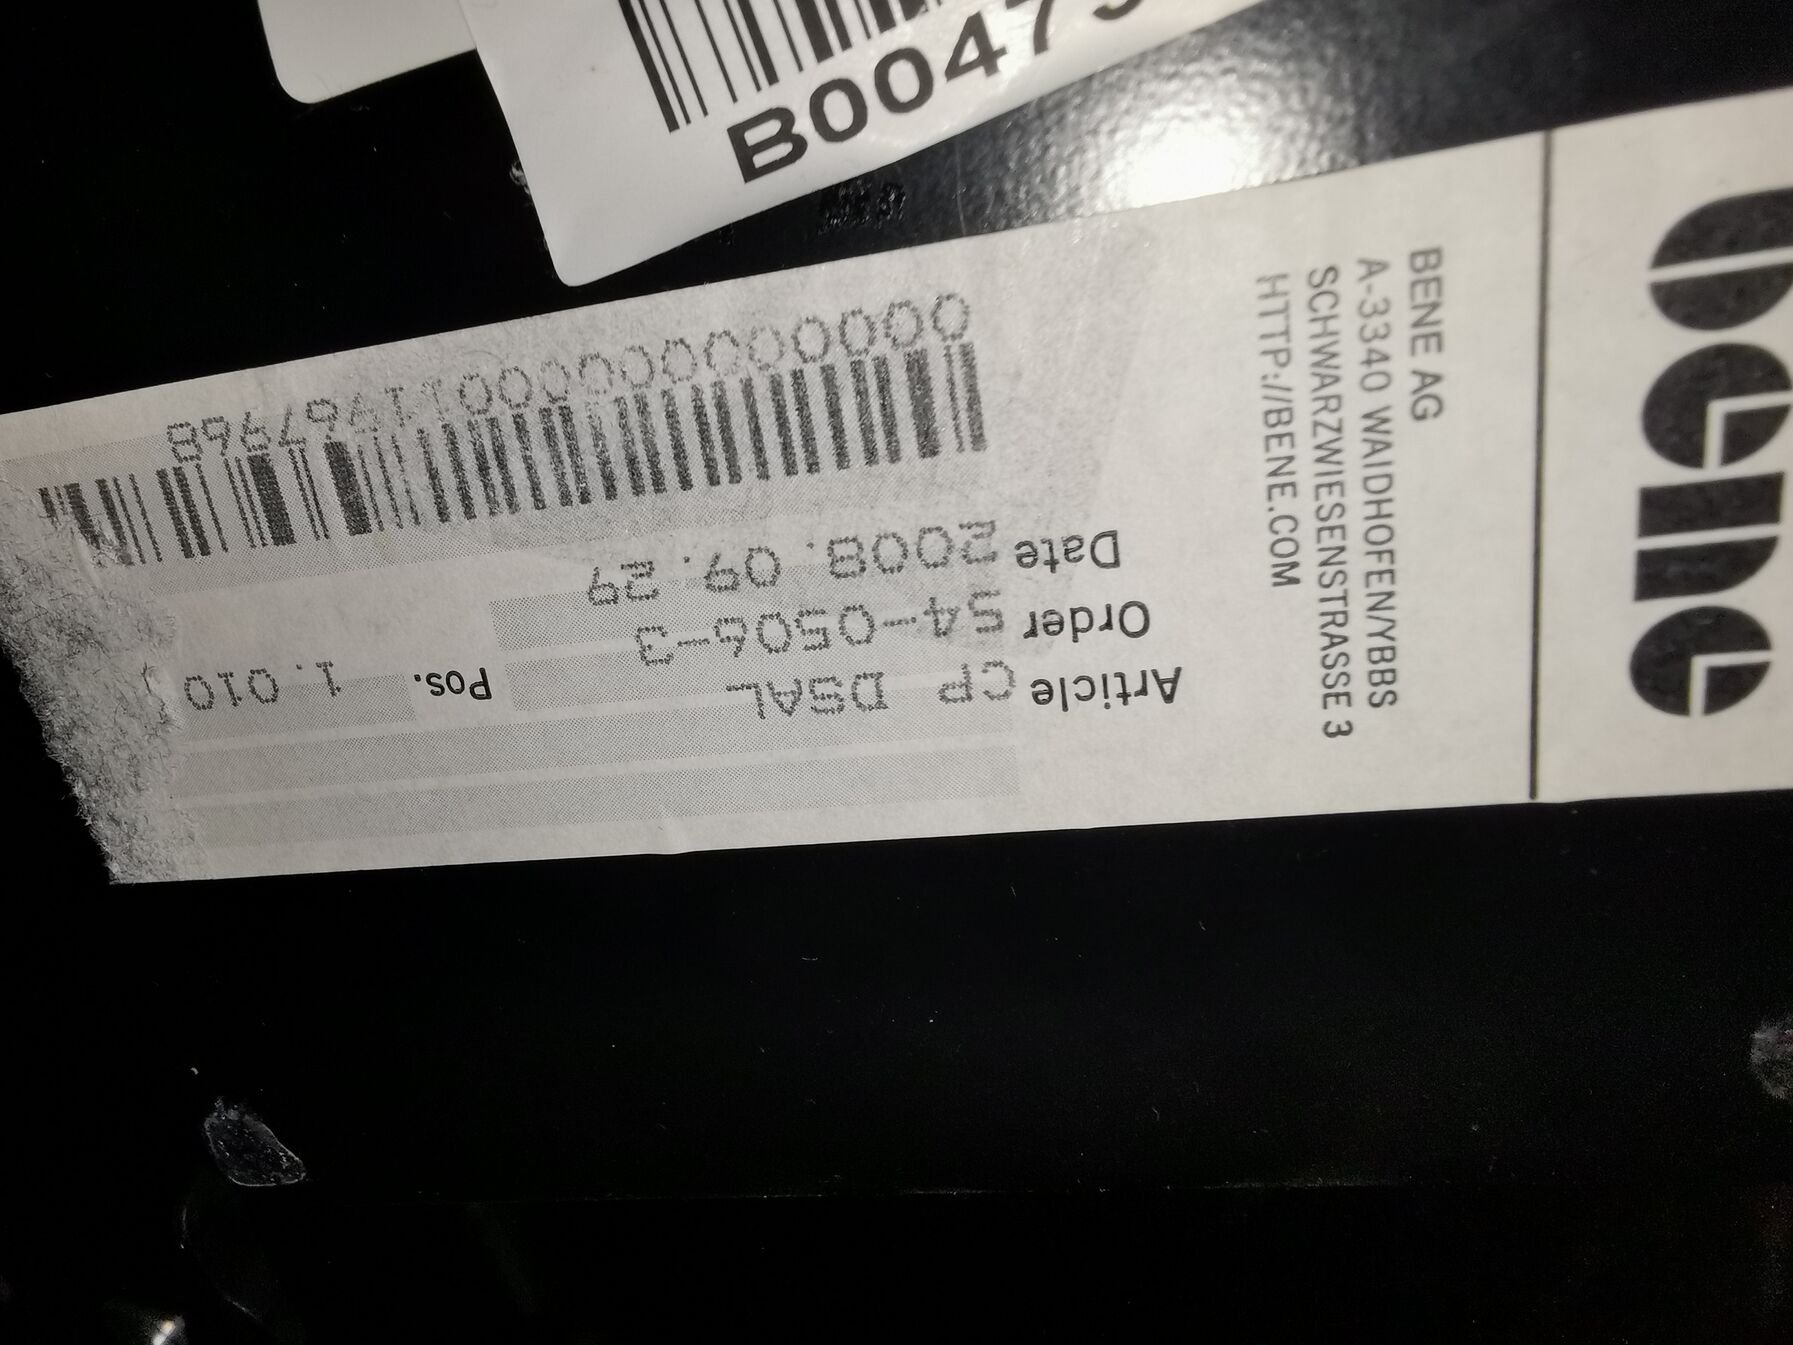 B0047
bene
BENE AG
A-3340 WAIDHOFEN/YBBS
SCHWARZWIESENSTRASSE 3
HTTP://BENE.COM
Article CP DSAL Pos. 1.010
Order S4-0506-3
Date 2008.09.29
00000000000011767968